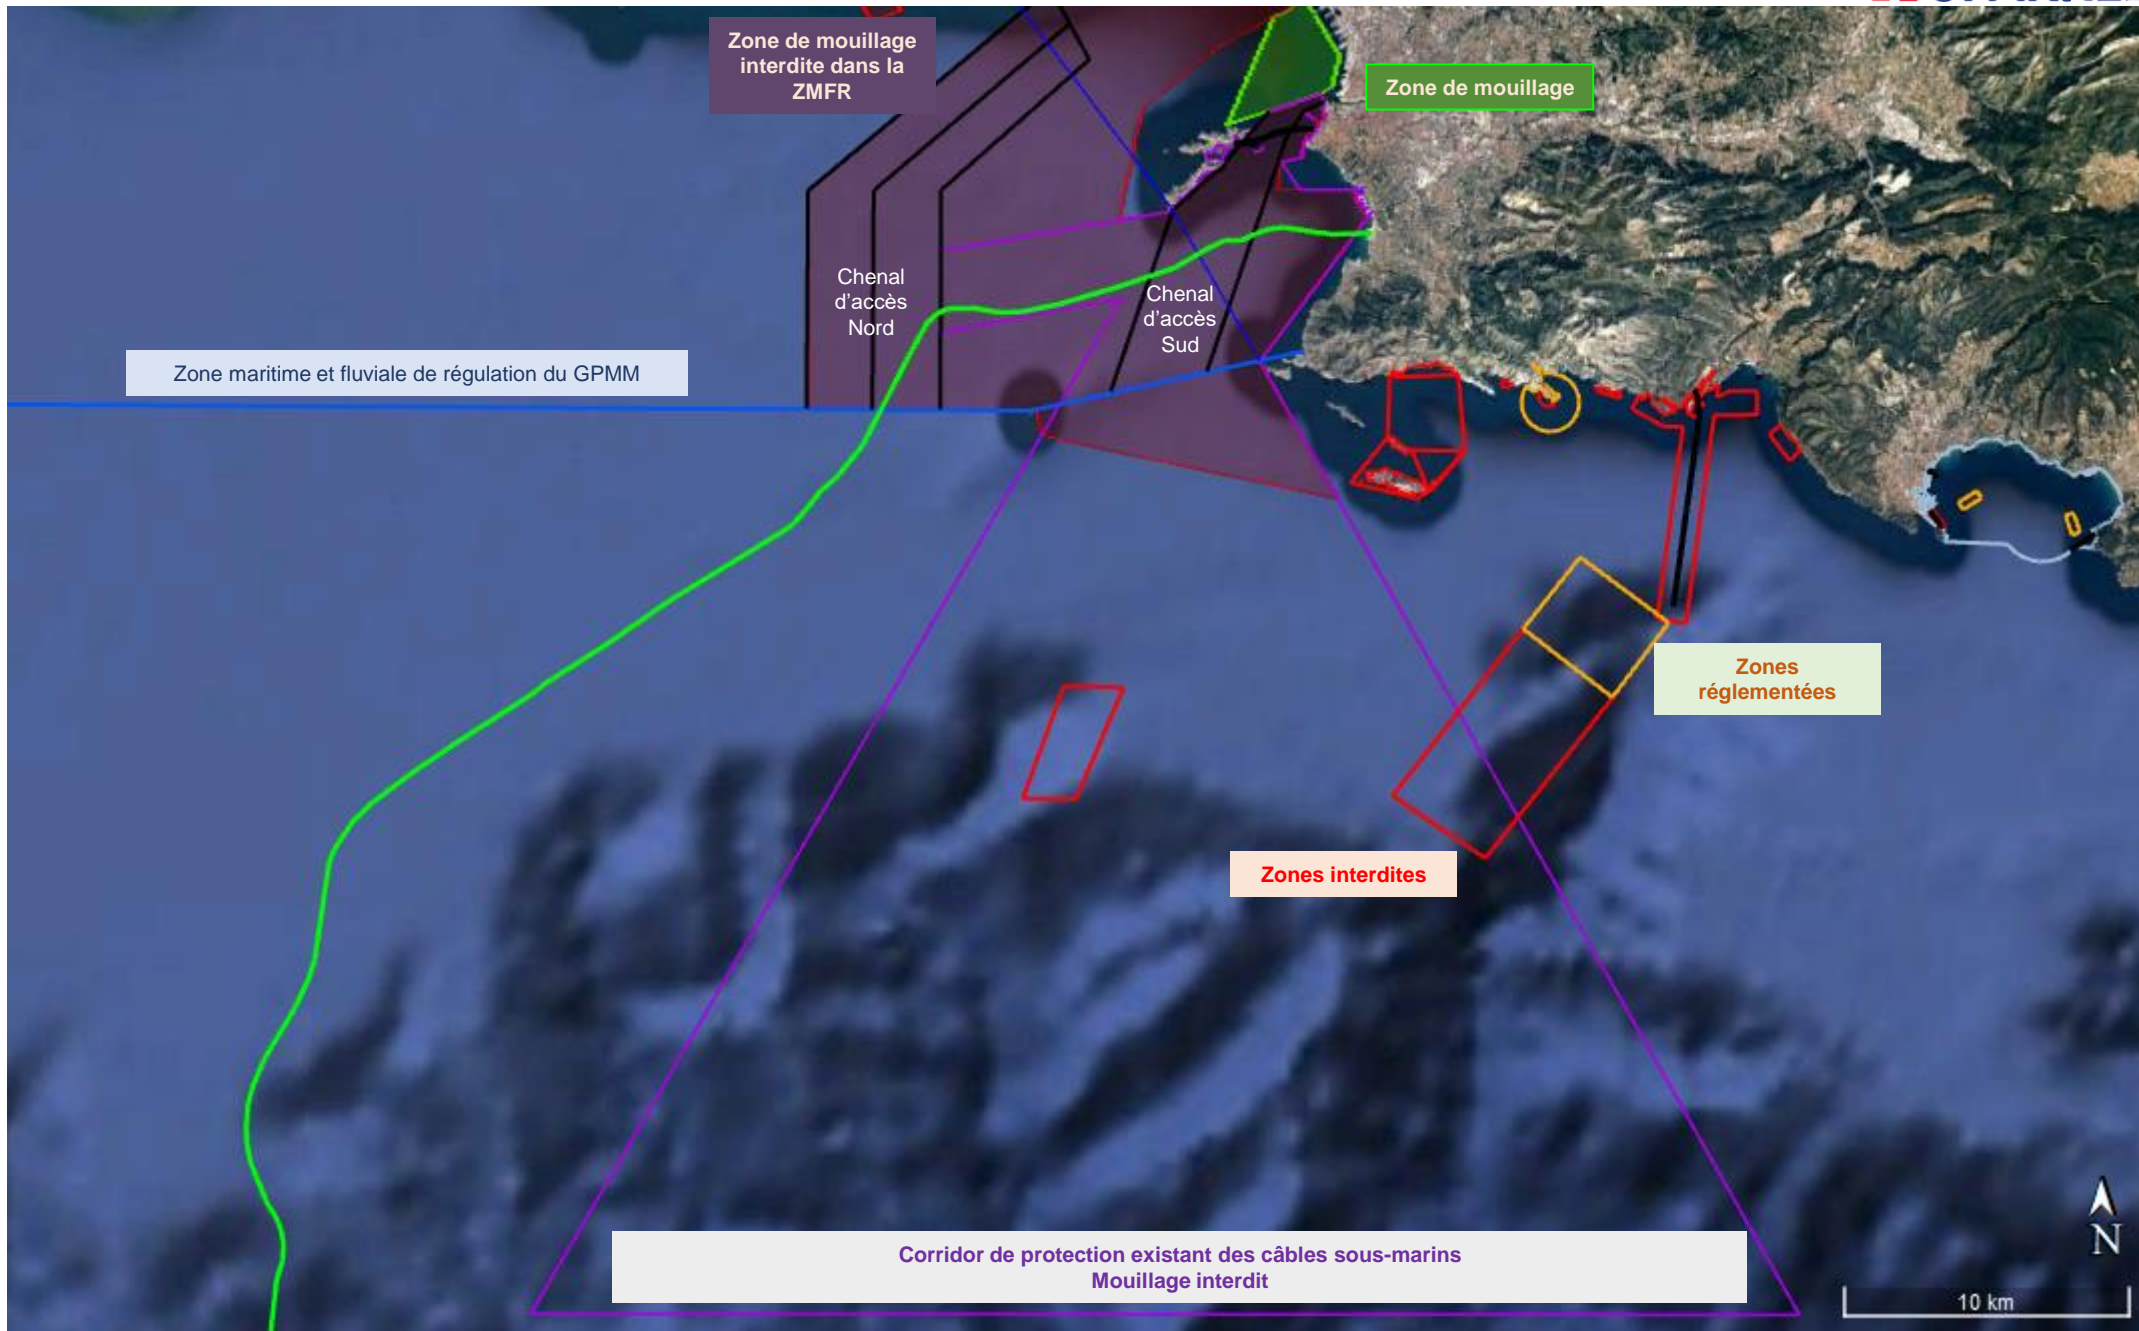 Zone de mouillage
interdite dans la
ZMFR
Zone de mouillage
Chenal
d'accès
Nord
Chenal
d'accès
Sud
Zone maritime et fluviale de régulation du GPMM
Zones
réglementées
Zones interdites
Corridor de protection existant des câbles sous-marins
Mouillage interdit
N
10 km